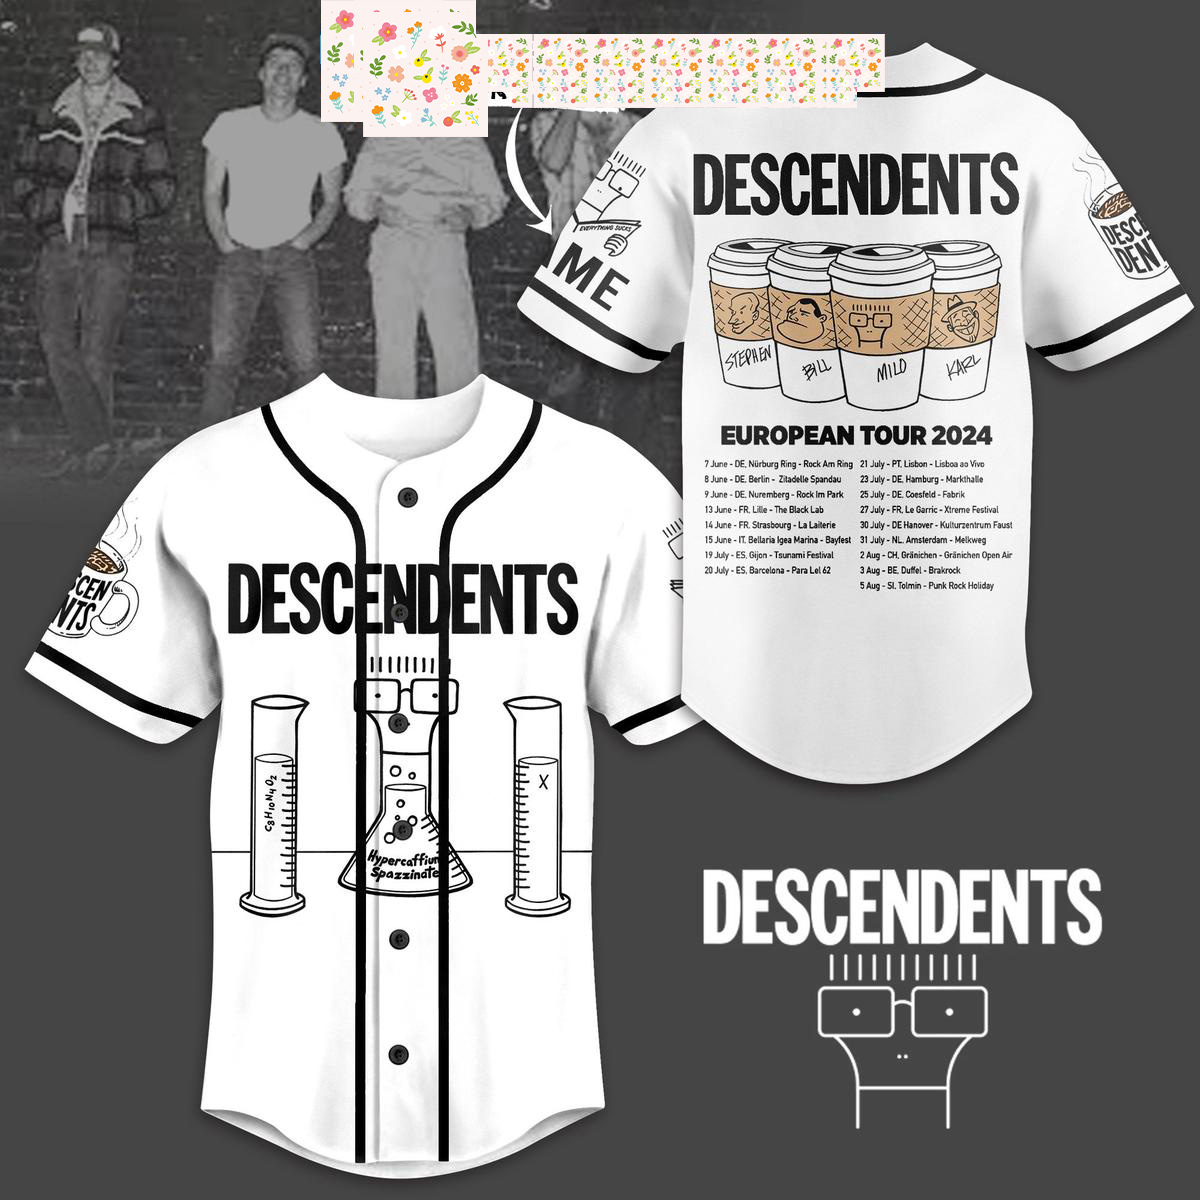 EVERYTHING SUCKS
ME
DESCENDENTS
STEPHEN
BILL
MILO
KARL
EUROPEAN TOUR 2024
7 June - DE, Nürburg Ring - Rock Am Ring
8 June - DE, Berlin - Zitadelle Spandau
9 June - DE, Nuremberg - Rock Im Park
13 June - FR, Lille - The Black Lab
14 June - FR, Strasbourg - La Laiterie
15 June - IT, Bellaria Igea Marina - Bayfest
19 July - ES, Gijon - Tsunami Festival
20 July - ES, Barcelona - Para Lel 62
21 July - PT, Lisbon - Lisboa ao Vivo
23 July - DE, Hamburg - Markthalle
25 July - DE, Coesfeld - Fabrik
27 July - FR, Le Garric - Xtreme Festival
30 July - DE Hanover - Kulturzentrum Faust
31 July - NL, Amsterdam - Melkweg
2 Aug - CH, Gränichen - Gränichen Open Air
3 Aug - BE, Duffel - Brakrock
5 Aug - SI, Tolmin - Punk Rock Holiday
DESC
DENT
SCEN
NTS
DESCENDENTS
C8H10N4O2
X
Hypercaffium
Spazzinate
DESCENDENTS